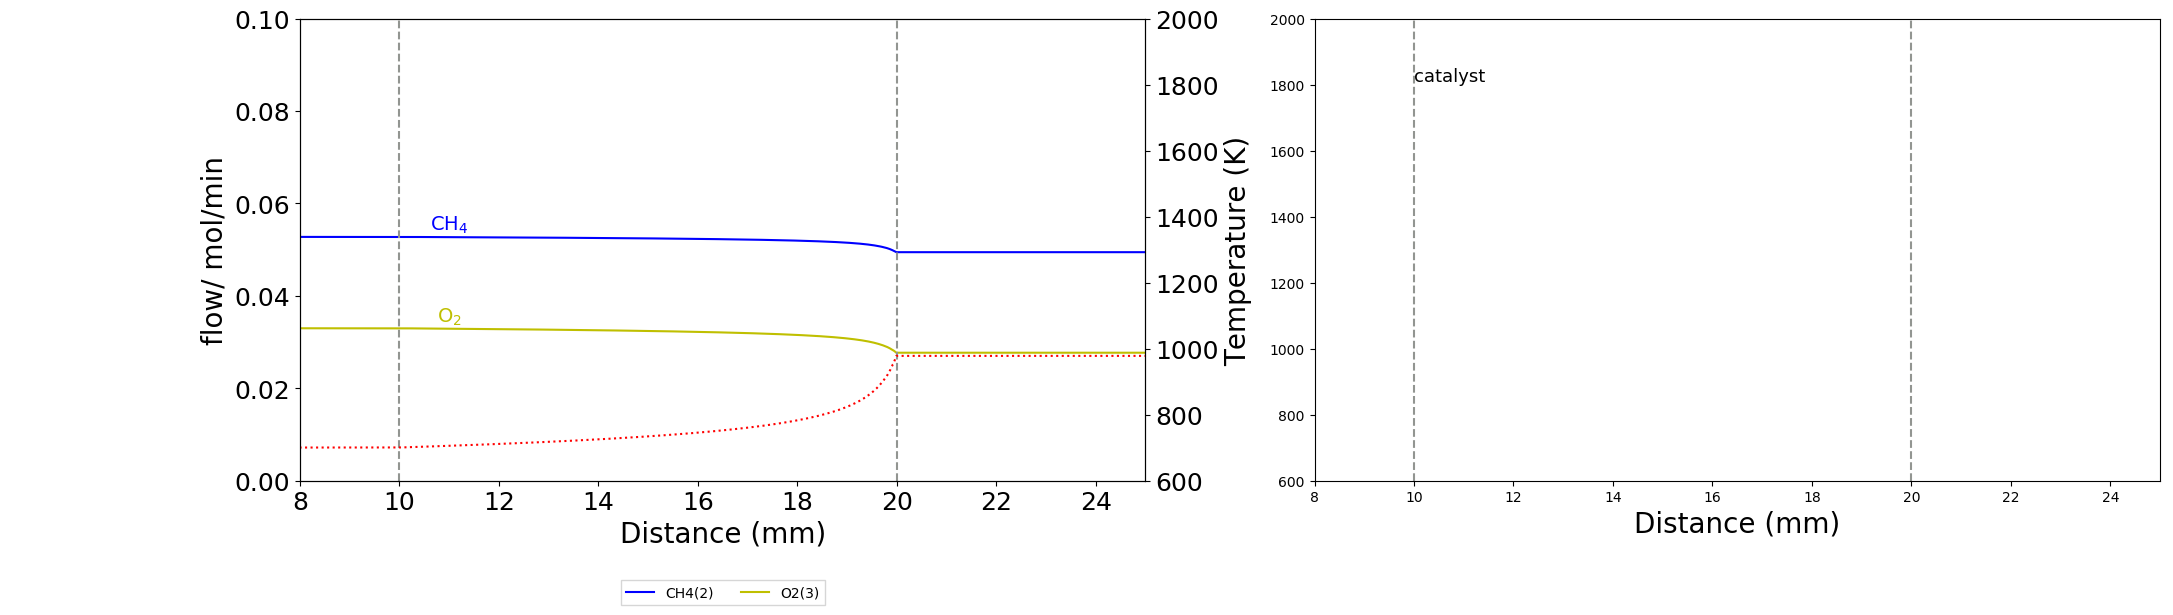 0.10
0.08
0.06
0.04
0.02
0.00
flow/ mol/min
CH₄
O₂
8 10 12 14 16 18 20 22 24
Distance (mm)
2000
1800
1600
1400
1200
1000
800
600
Temperature (K)
CH4(2) O2(3)
2000
1800
1600
1400
1200
1000
800
600
catalyst
8 10 12 14 16 18 20 22 24
Distance (mm)